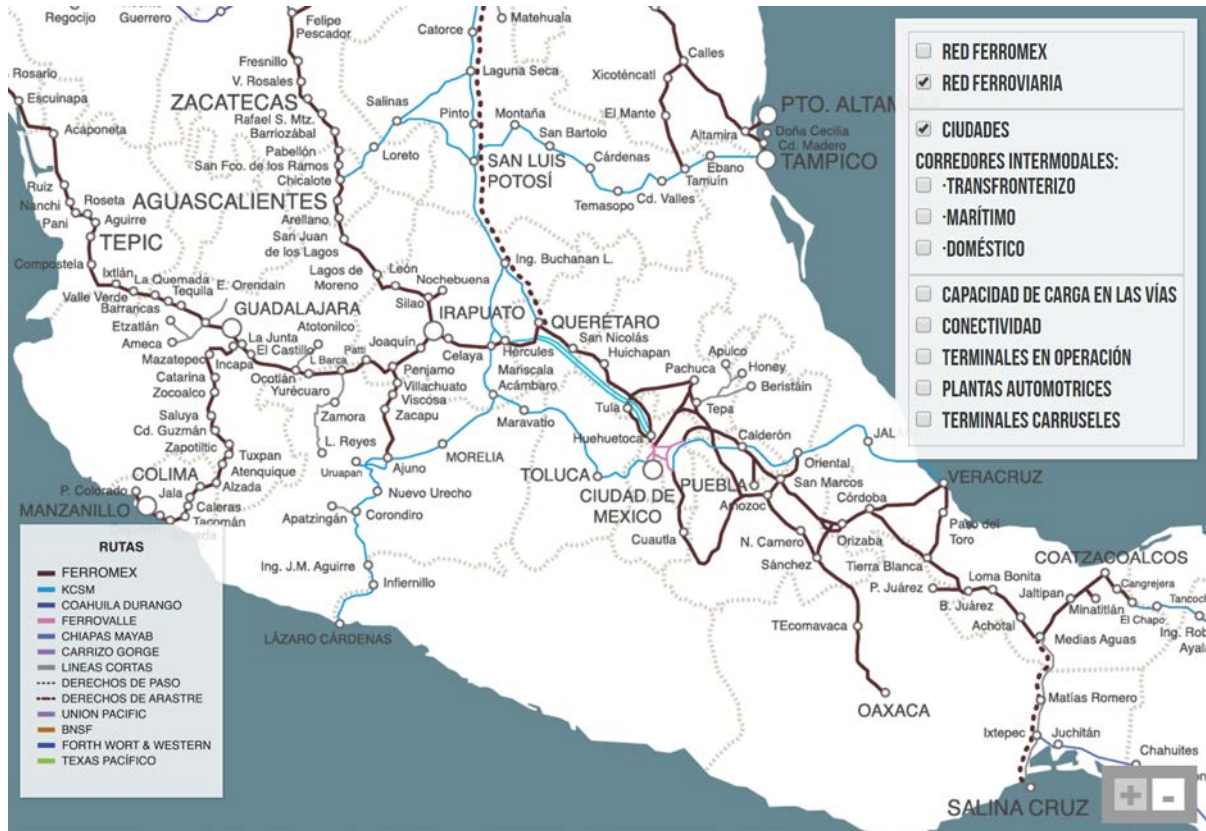 Regocijo
Guerrero
Felipe
Pescador
Matehuala
Catorce
Fresnillo
V. Rosales
ZACATECAS
Rafael S. Mtz.
Barriozábal
Pabellón
San Fco. de los Ramos
Chicalote
AGUASCALIENTES
Arellano
San Juan
de los Lagos
Lagos de
Moreno
León
Silao
Nochebuena
Salinas
Loreto
Laguna Seca
Pinto
Montaña
San Bartolo
SAN LUIS
POTOSÍ
Cárdenas
Temasopo
Cd. Valles
Tamuín
Ebano
Calles
Xicoténcatl
El Mante
Altamira
PTO. ALTAM
Doña Cecilia
Cd. Madero
TAMPICO
Rosario
Escuinapa
Acaponeta
Ruiz
Nanchi
Pani
Roseta
Aguirre
TEPIC
Compostela
Ixtlán
La Quemada
Valle Verde
Tequila
E. Orendain
Barrancas
Etzatlán
Ameca
GUADALAJARA
Atotonilco
La Junta
El Castillo
L Barca
Patti
Joaquín
IRAPUATO
Mazatepec
Incapa
Catarina
Zocoalco
Ocotlán
Yurécuaro
Penjamo
Villachuato
Viscósa
Zacapu
Celaya
Hércules
Mariscala
Acámbaro
Ing. Buchanan L.
QUERÉTARO
San Nicolás
Huichapan
Apulco
Honey
Pachuca
Beristáin
Tepa
Tula
Huehuetoca
Maravatío
Saluya
Cd. Guzmán
Zapotiltic
Zamora
L. Reyes
Uruapan
Ajuno
MORELIA
Tuxpan
Atenquique
COLIMA
P. Colorado
Jala
Alzada
MANZANILLO
Caleras
Tacomán
Nuevo Urecho
Apatzingán
Corondiro
Ing. J.M. Aguirre
Infiernillo
LÁZARO CÁRDENAS
TOLUCA
CIUDAD DE
MEXICO
PUEBLA
Calderón
Oriental
San Marcos
Amozoc
Cuautla
JALA
VERACRUZ
Córdoba
Paso del
Toro
N. Carnero
Sánchez
Orizaba
Tierra Blanca
P. Juárez
Loma Bonita
B. Juárez
Achotal
TEcomavaca
OAXACA
COATZACOALCOS
Cangrejera
Jaltipan
Minatitlán
El Chapo
Tancoch
Ing. Rob
Ayala
Medias Aguas
Matías Romero
Ixtepec
Juchitán
Chahuites
SALINA CRUZ
RED FERROMEX
RED FERROVIARIA
CIUDADES
CORREDORES INTERMODALES:
·TRANSFRONTERIZO
·MARÍTIMO
·DOMÉSTICO
CAPACIDAD DE CARGA EN LAS VÍAS
CONECTIVIDAD
TERMINALES EN OPERACIÓN
PLANTAS AUTOMOTRICES
TERMINALES CARRUSELES
RUTAS
FERROMEX
KCSM
COAHUILA DURANGO
FERROVALLE
CHIAPAS MAYAB
CARRIZO GORGE
LINEAS CORTAS
DERECHOS DE PASO
DERECHOS DE ARASTRE
UNION PACIFIC
BNSF
FORTH WORT & WESTERN
TEXAS PACÍFICO
+
-